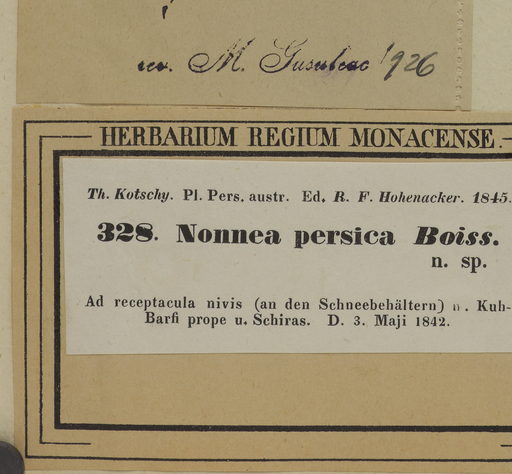 rev. M. Gusuleac 1926
HERBARIUM REGIUM MONACENSE.
Th. Kotschy. Pl. Pers. austr. Ed. R. F. Hohenacker. 1845.
328. Nonnea persica Boiss.
n. sp.
Ad receptacula nivis (an den Schneebehältern) m. Kuh-
Barfi prope u. Schiras. D. 3. Maji 1842.